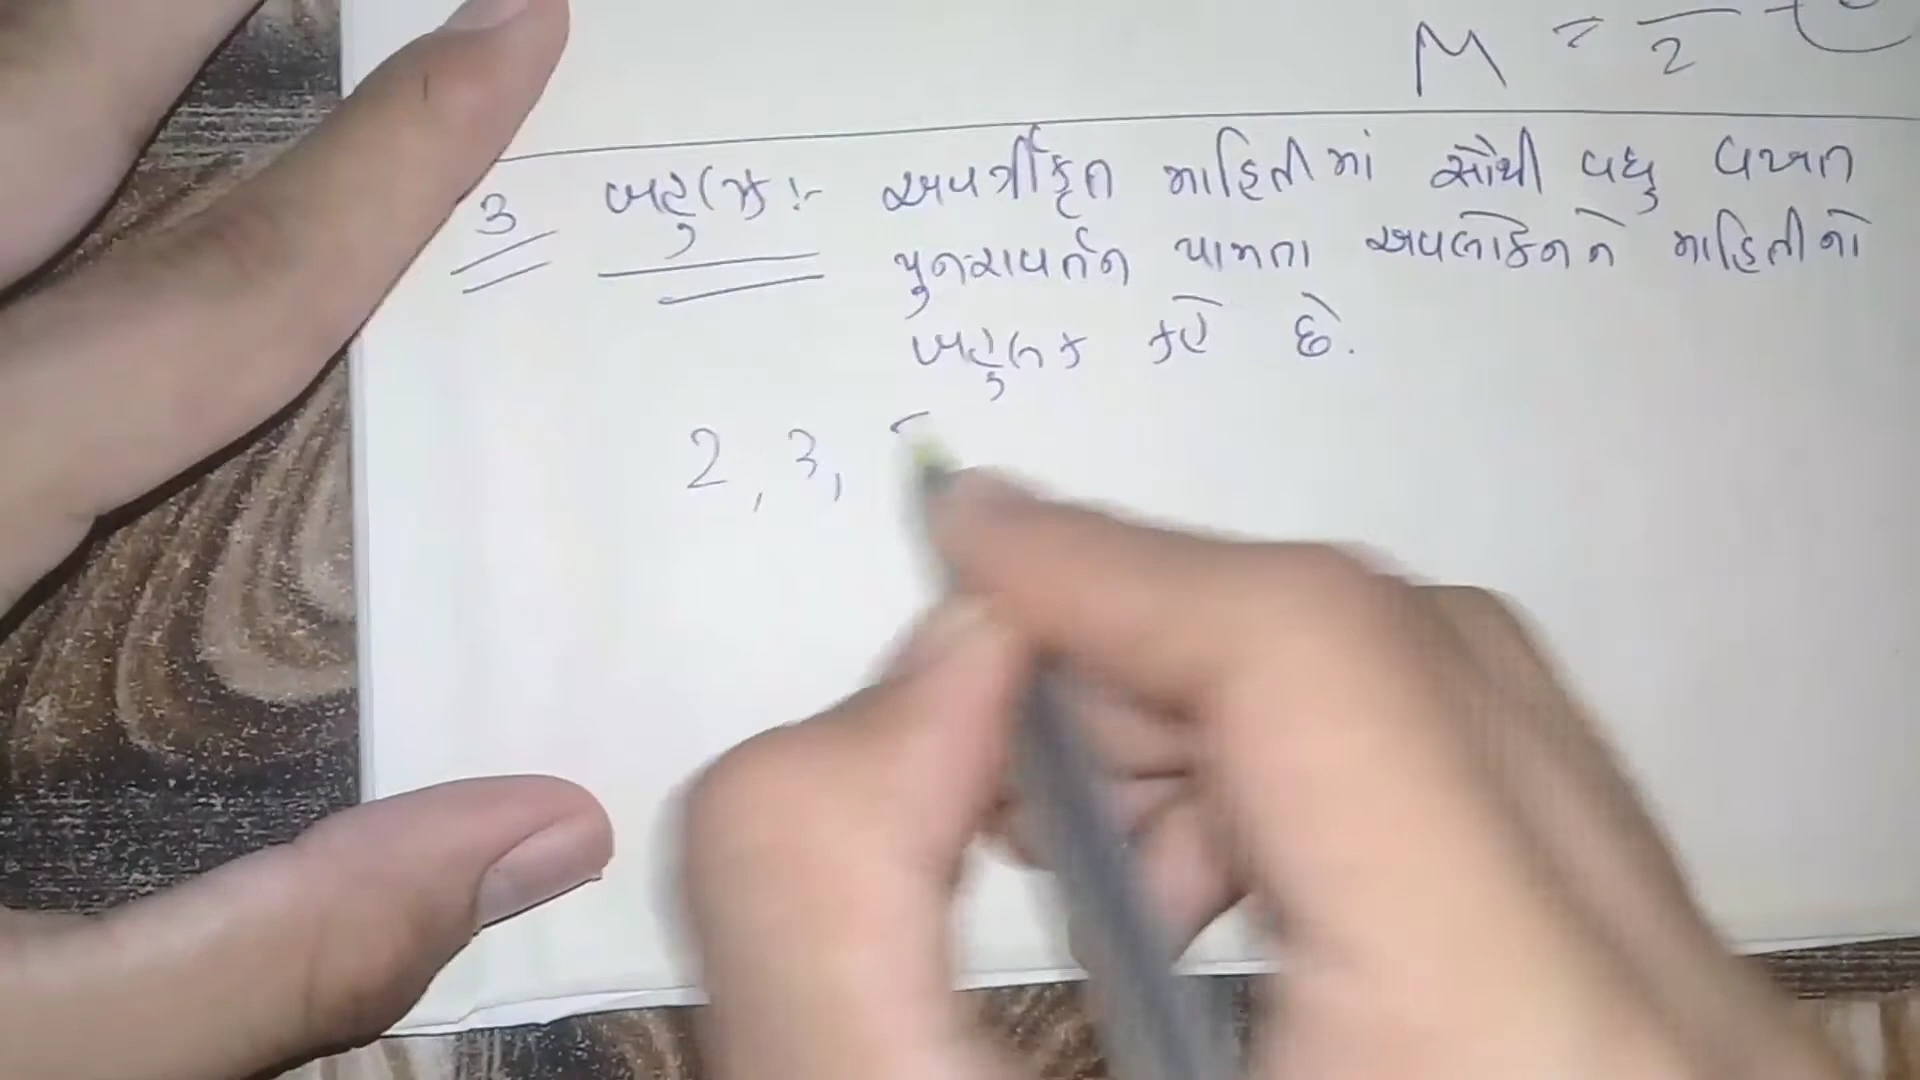 M = — / 2
3 બહુલક :- અવર્ગીકૃત માહિતીમાં સૌથી વધુ વખત
પુનરાવર્તન પામતા અવલોકનને માહિતીનો
બહુલક કહે છે.
2, 3,